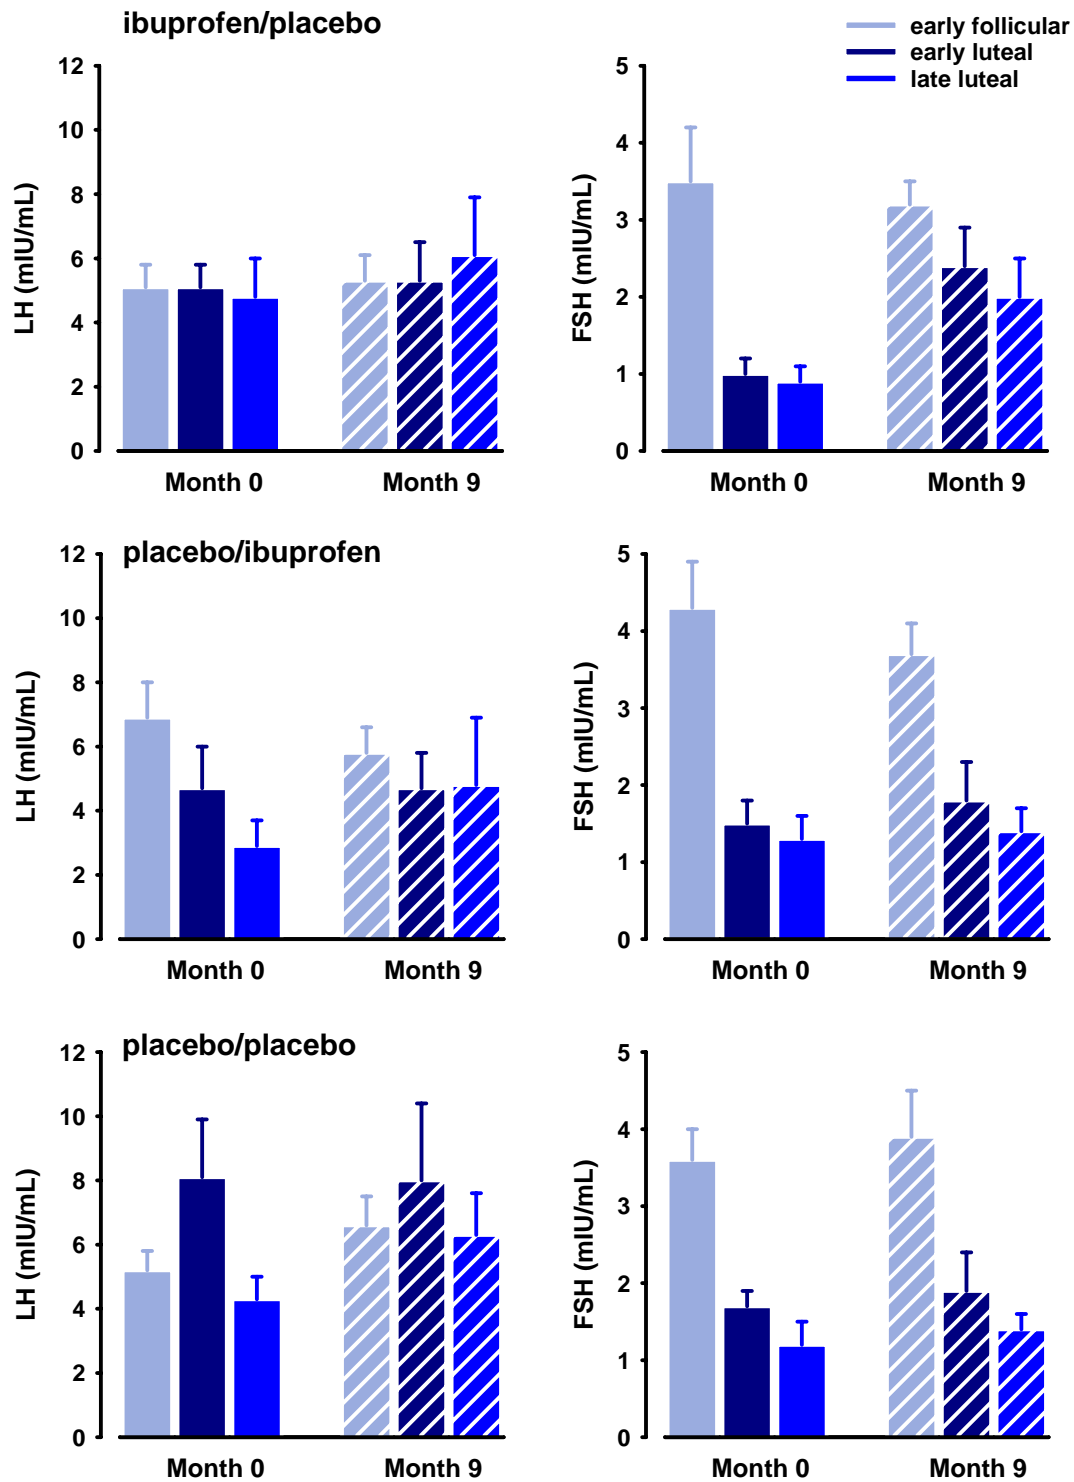 ibuprofen/placebo
early follicular
early luteal
late luteal
12
10
8
6
4
2
0
LH (mIU/mL)
Month 0
Month 9
5
4
3
2
1
0
FSH (mIU/mL)
Month 0
Month 9
placebo/ibuprofen
12
10
8
6
4
2
0
LH (mIU/mL)
Month 0
Month 9
5
4
3
2
1
0
FSH (mIU/mL)
Month 0
Month 9
placebo/placebo
12
10
8
6
4
2
0
LH (mIU/mL)
Month 0
Month 9
5
4
3
2
1
0
FSH (mIU/mL)
Month 0
Month 9